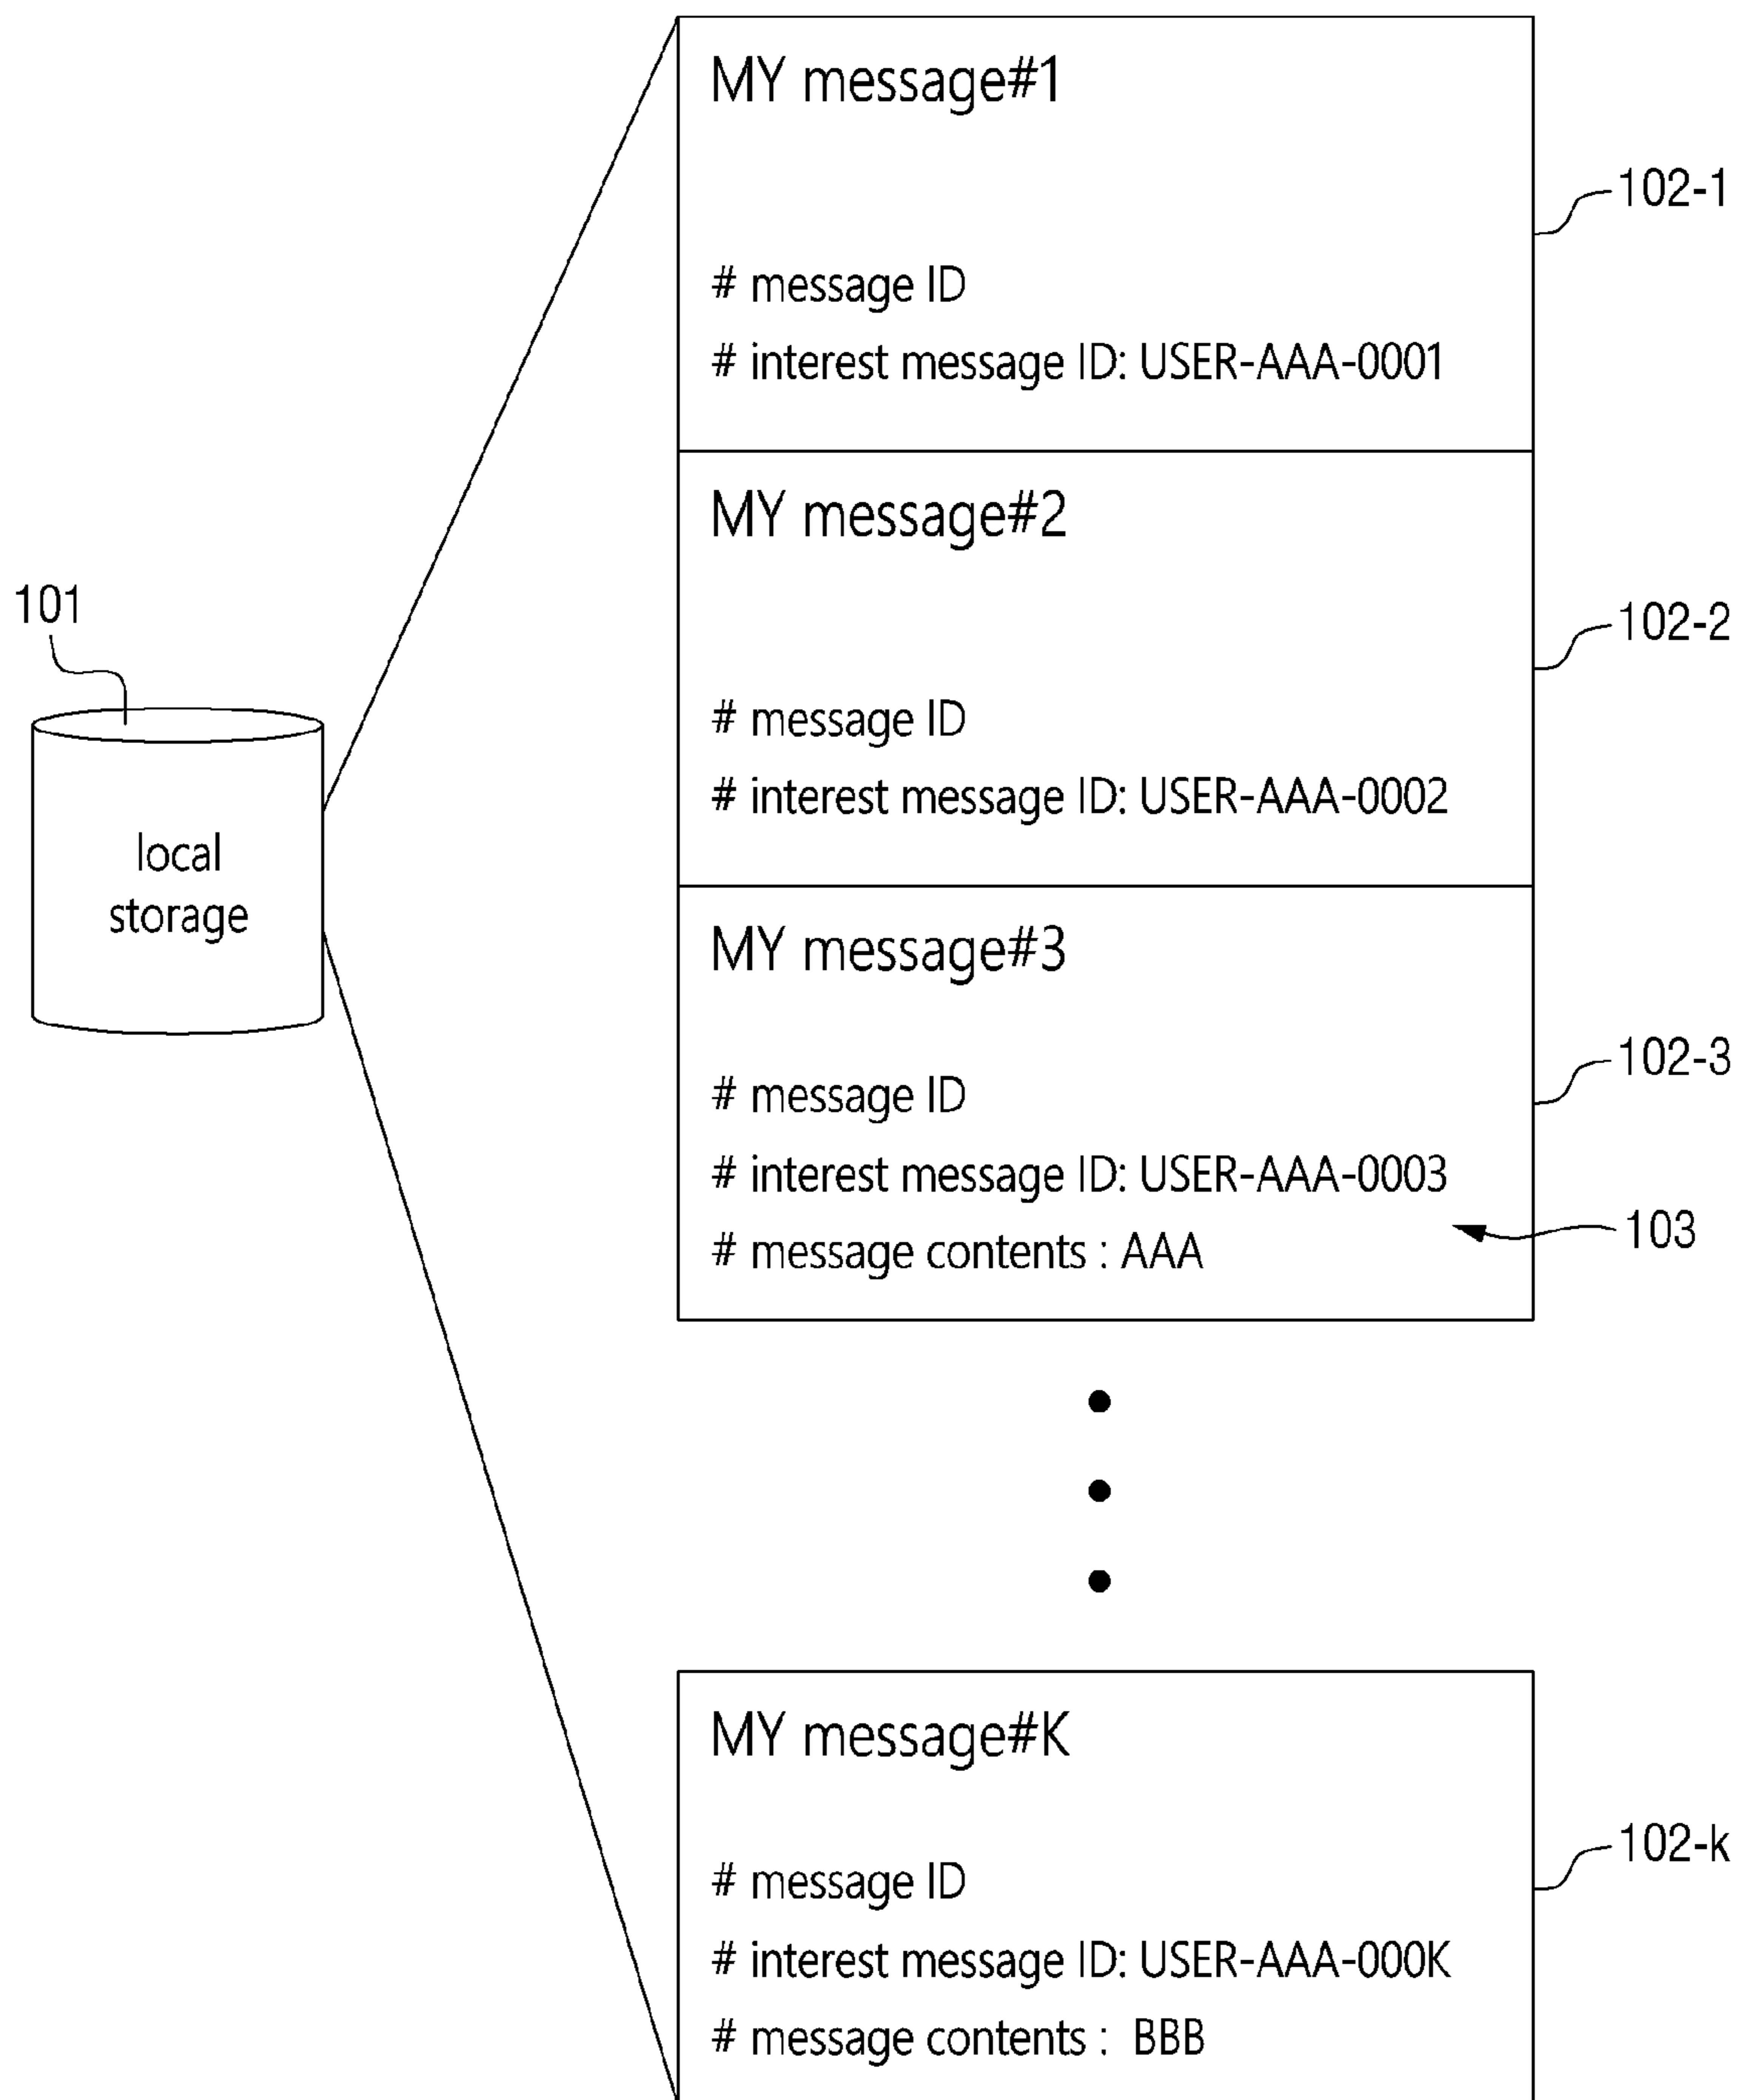 MY message#1
102-1
# message ID
# interest message ID: USER-AAA-0001
MY message#2
101
102-2
# message ID
# interest message ID: USER-AAA-0002
local
storage
MY message#3
102-3
# message ID
# interest message ID: USER-AAA-0003
103
# message contents : AAA
MY message#K
102-k
# message ID
# interest message ID: USER-AAA-000K
# message contents :  BBB